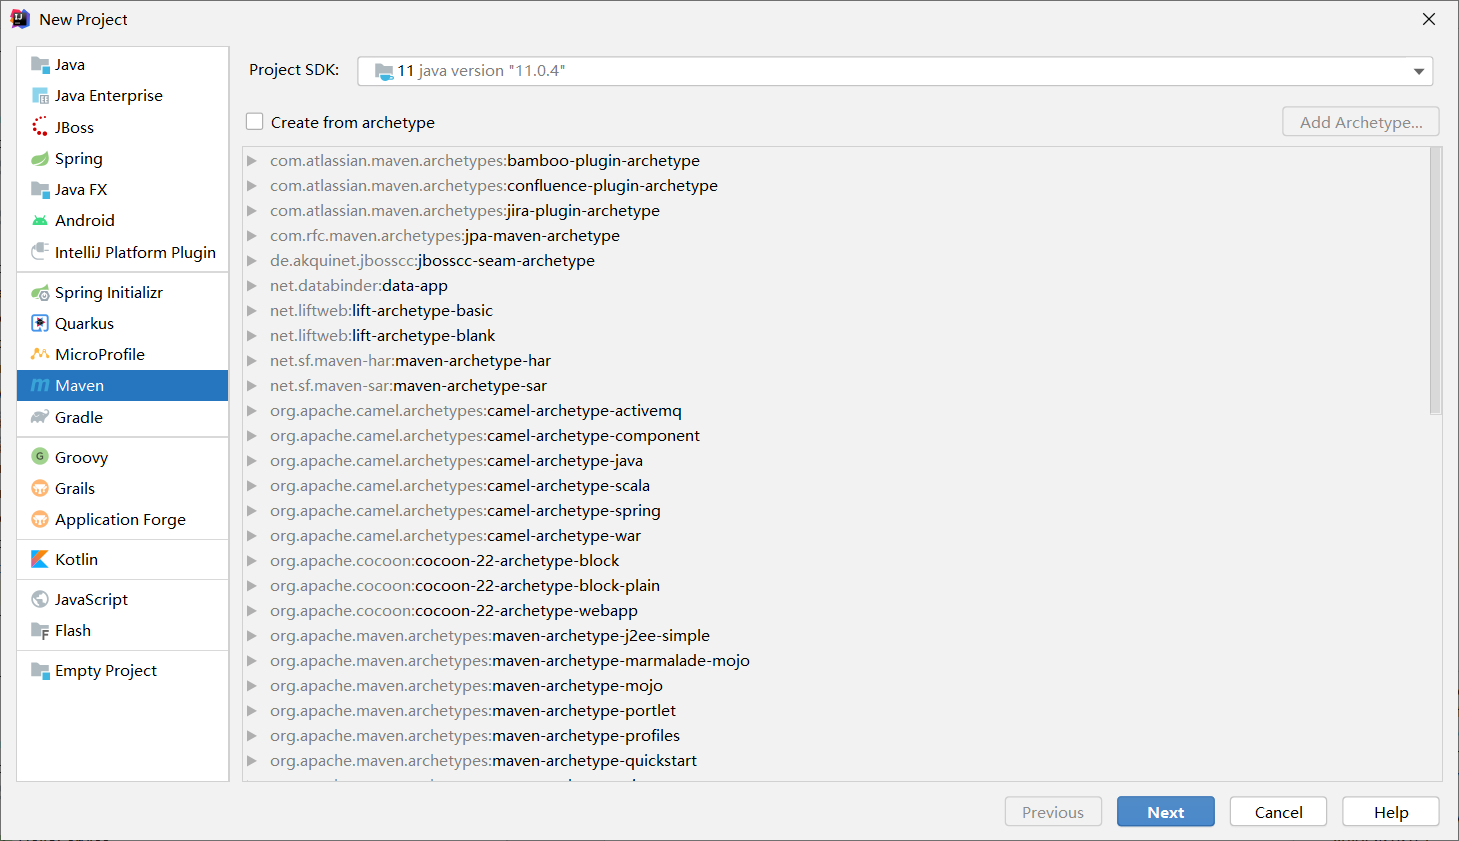 New Project
Java
Java Enterprise
JBoss
Spring
Java FX
Android
IntelliJ Platform Plugin
Spring Initializr
Quarkus
MicroProfile
Maven
Gradle
Groovy
Grails
Application Forge
Kotlin
JavaScript
Flash
Empty Project
Project SDK: 11 java version "11.0.4"
Create from archetype
Add Archetype...
com.atlassian.maven.archetypes:bamboo-plugin-archetype
com.atlassian.maven.archetypes:confluence-plugin-archetype
com.atlassian.maven.archetypes:jira-plugin-archetype
com.rfc.maven.archetypes:jpa-maven-archetype
de.akquinet.jbosscc:jbosscc-seam-archetype
net.databinder:data-app
net.liftweb:lift-archetype-basic
net.liftweb:lift-archetype-blank
net.sf.maven-har:maven-archetype-har
net.sf.maven-sar:maven-archetype-sar
org.apache.camel.archetypes:camel-archetype-activemq
org.apache.camel.archetypes:camel-archetype-component
org.apache.camel.archetypes:camel-archetype-java
org.apache.camel.archetypes:camel-archetype-scala
org.apache.camel.archetypes:camel-archetype-spring
org.apache.camel.archetypes:camel-archetype-war
org.apache.cocoon:cocoon-22-archetype-block
org.apache.cocoon:cocoon-22-archetype-block-plain
org.apache.cocoon:cocoon-22-archetype-webapp
org.apache.maven.archetypes:maven-archetype-j2ee-simple
org.apache.maven.archetypes:maven-archetype-marmalade-mojo
org.apache.maven.archetypes:maven-archetype-mojo
org.apache.maven.archetypes:maven-archetype-portlet
org.apache.maven.archetypes:maven-archetype-profiles
org.apache.maven.archetypes:maven-archetype-quickstart
Previous
Next
Cancel
Help